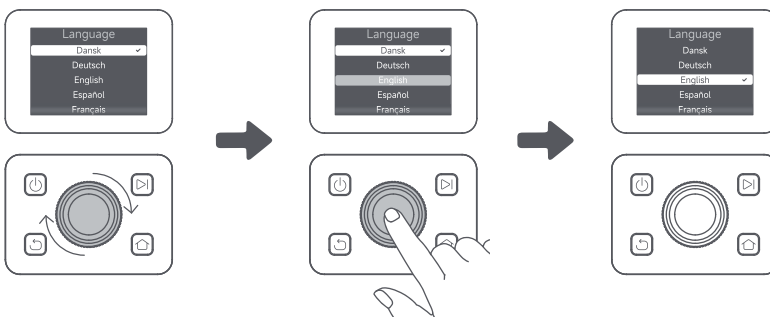 Language
Dansk
Deutsch
English
Español
Français
Language
Dansk
Deutsch
English
Español
Français
Language
Dansk
Deutsch
English
Español
Français